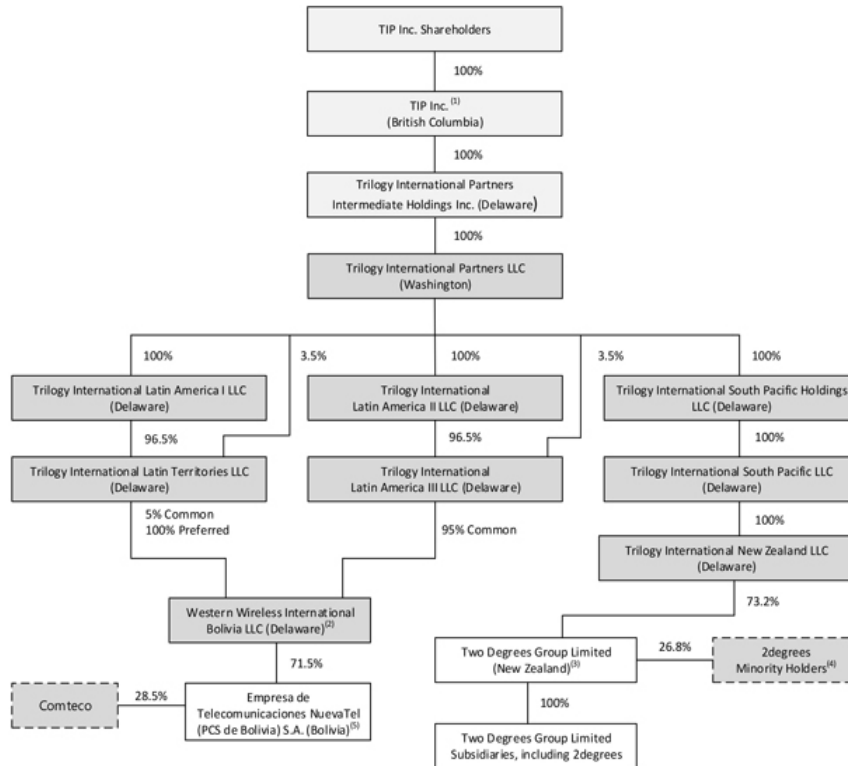 TIP Inc. Shareholders
100%
TIP Inc. (1)
(British Columbia)
100%
Trilogy International Partners
Intermediate Holdings Inc. (Delaware)
100%
Trilogy International Partners LLC
(Washington)
100%
3.5%
100%
3.5%
100%
Trilogy International Latin America I LLC
(Delaware)
Trilogy International
Latin America II LLC (Delaware)
Trilogy International South Pacific Holdings
LLC (Delaware)
96.5%
96.5%
100%
Trilogy International Latin Territories LLC
(Delaware)
Trilogy International
Latin America III LLC (Delaware)
Trilogy International South Pacific LLC
(Delaware)
5% Common
100% Preferred
95% Common
100%
Trilogy International New Zealand LLC
(Delaware)
73.2%
Western Wireless International
Bolivia LLC (Delaware)(2)
71.5%
Two Degrees Group Limited
(New Zealand)(3)
26.8%
2degrees
Minority Holders(4)
Comteco
28.5%
Empresa de
Telecomunicaciones NuevaTel
(PCS de Bolivia) S.A. (Bolivia)(5)
100%
Two Degrees Group Limited
Subsidiaries, including 2degrees